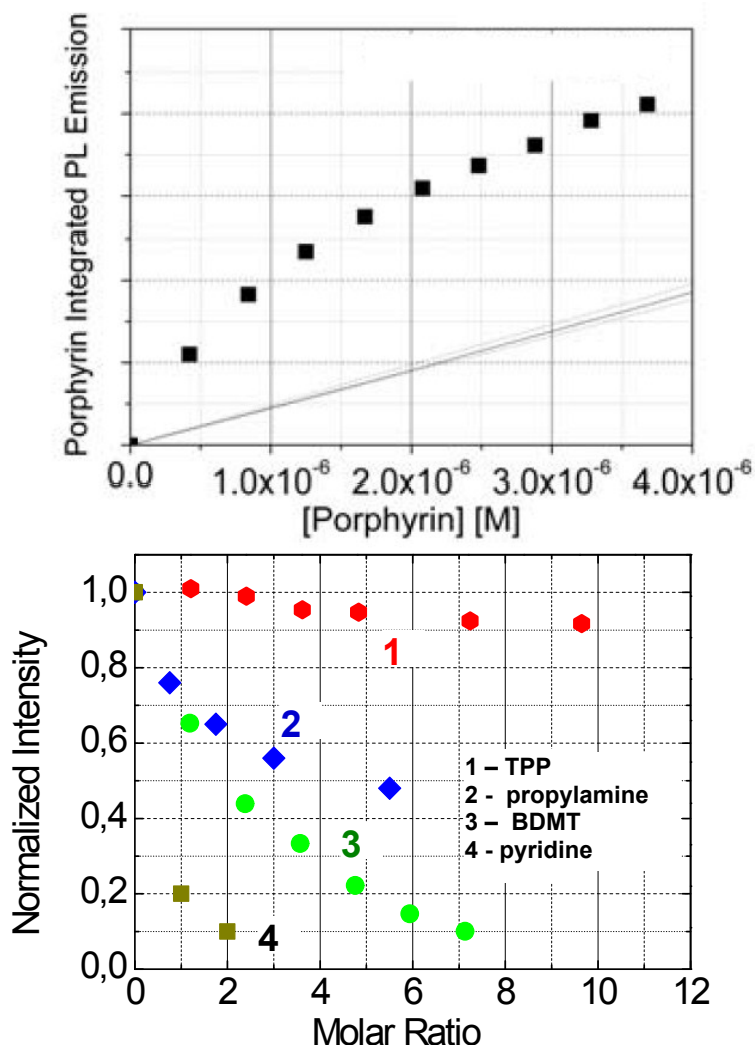 Porphyrin Integrated PL Emission
0.0
1.0x10⁻⁶
2.0x10⁻⁶
3.0x10⁻⁶
4.0x10⁻⁶
[Porphyrin] [M]
Normalized Intensity
1,0
0,8
0,6
0,4
0,2
0,0
1
2
3
4
1 – TPP
2 - propylamine
3 – BDMT
4 - pyridine
0
2
4
6
8
10
12
Molar Ratio